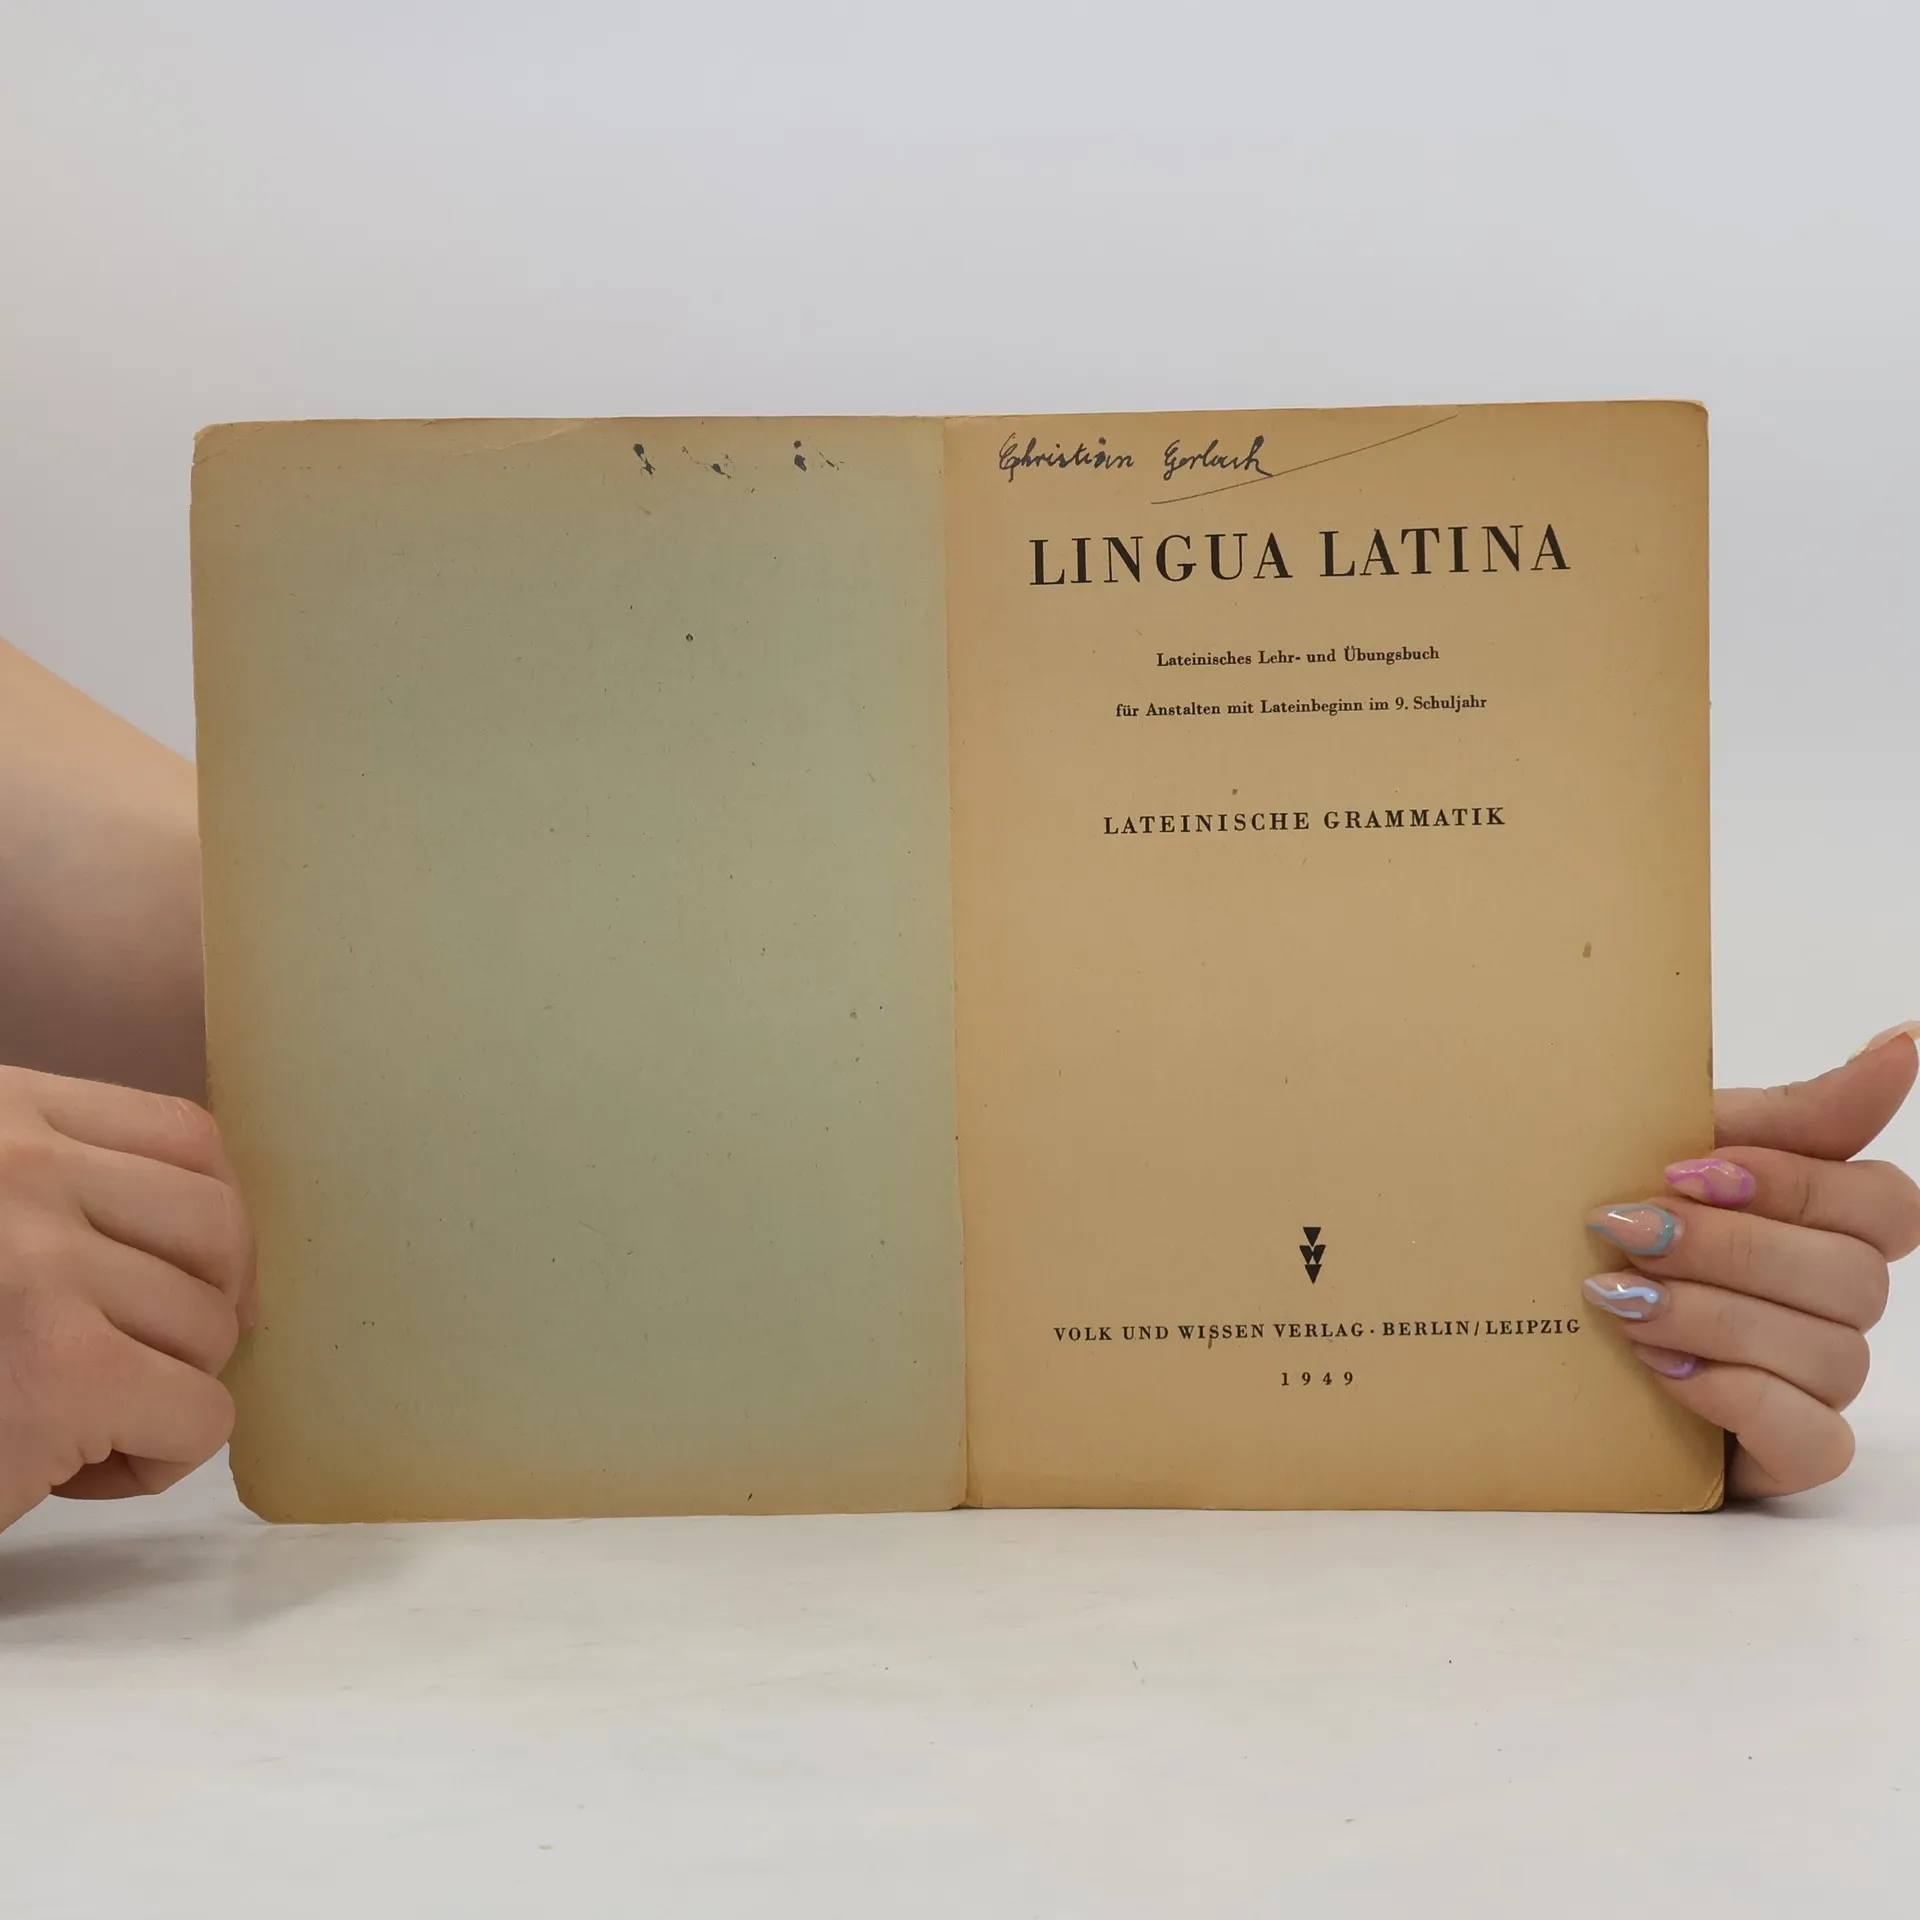 Christian Gerlach
LINGUA LATINA
Lateinisches Lehr- und Übungsbuch
für Anstalten mit Lateinbeginn im 9. Schuljahr
LATEINISCHE GRAMMATIK
VOLK UND WISSEN VERLAG · BERLIN/LEIPZIG
1949